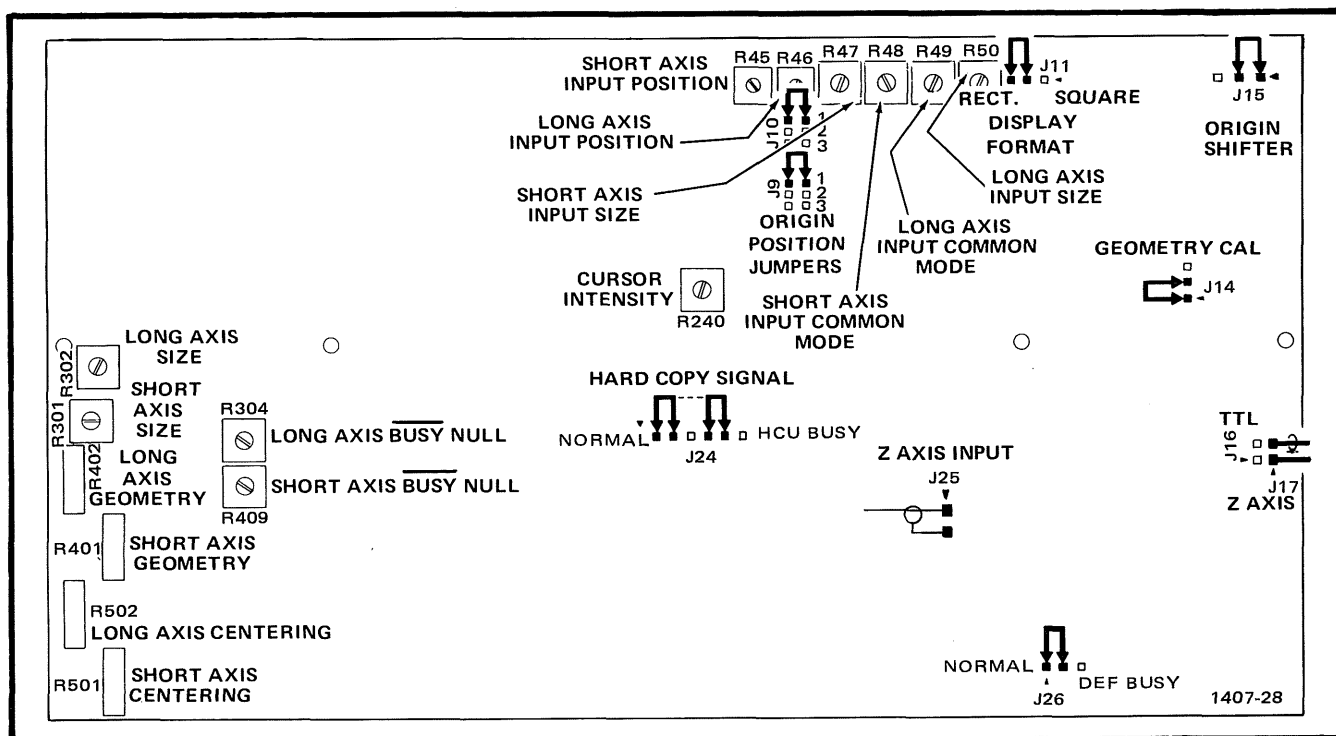 R45 R46 R47 R48 R49 R50
SHORT AXIS
INPUT POSITION
LONG AXIS
INPUT POSITION
SHORT AXIS
INPUT SIZE
J10
1
2
3
J9
1
2
3
ORIGIN
POSITION
JUMPERS
J11
RECT. SQUARE
DISPLAY
FORMAT
LONG AXIS
INPUT SIZE
LONG AXIS
INPUT COMMON
MODE
SHORT AXIS
INPUT COMMON
MODE
J15
ORIGIN
SHIFTER
GEOMETRY CAL
J14
CURSOR
INTENSITY
R240
R302
LONG AXIS
SIZE
R301
SHORT
AXIS
SIZE
R402
LONG
AXIS
GEOMETRY
R304
LONG AXIS BUSY NULL
SHORT AXIS BUSY NULL
R409
R401
SHORT AXIS
GEOMETRY
R502
LONG AXIS CENTERING
R501
SHORT AXIS
CENTERING
HARD COPY SIGNAL
NORMAL HCU BUSY
J24
Z AXIS INPUT
J25
TTL
J16
J17
Z AXIS
NORMAL DEF BUSY
J26
1407-28